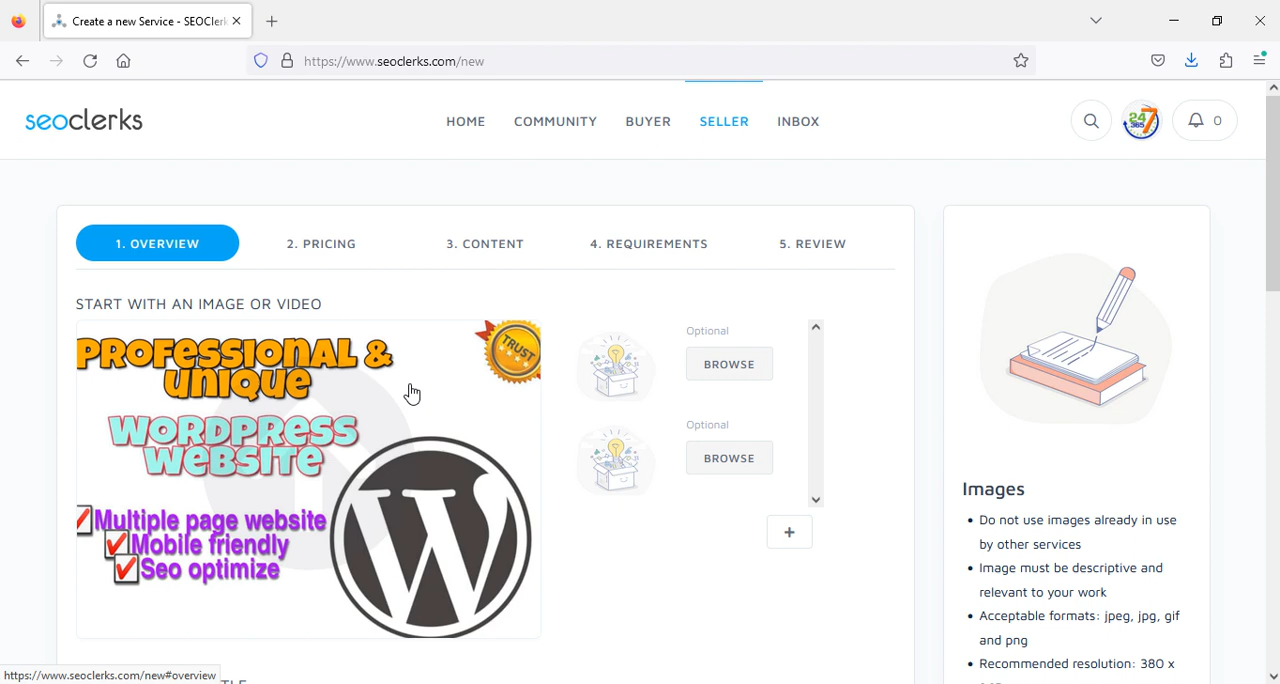 Create a new Service - SEOClerk
https://www.seoclerks.com/new
seoclerks
HOME
COMMUNITY
BUYER
SELLER
INBOX
24
7
365
0
1. OVERVIEW
2. PRICING
3. CONTENT
4. REQUIREMENTS
5. REVIEW
START WITH AN IMAGE OR VIDEO
PROFESSIONAL &
UNIQUE
WORDPRESS
WEBSITE
Multiple page website
Mobile friendly
Seo optimize
TRUST
W
Optional
BROWSE
Optional
BROWSE
+
Images
Do not use images already in use
by other services
Image must be descriptive and
relevant to your work
Acceptable formats: jpeg, jpg, gif
and png
Recommended resolution: 380 x
https://www.seoclerks.com/new#overview